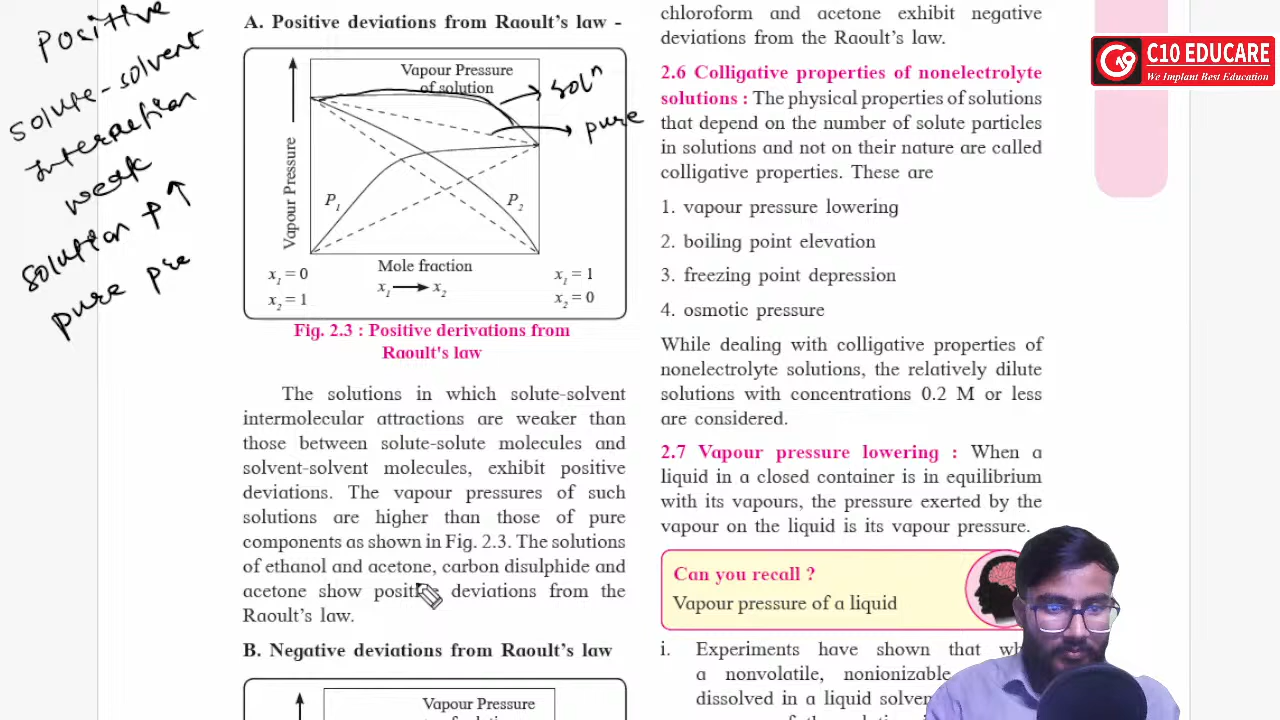 Positive
solute-solvent
Interaction
weak
solution P ↑
pure pre
A. Positive deviations from Raoult's law -
Vapour Pressure
of solution
solⁿ
pure
Vapour Pressure
P₁
P₂
x₁ = 0
x₂ = 1
Mole fraction
x₁ → x₂
x₁ = 1
x₂ = 0
Fig. 2.3 : Positive derivations from
Raoult's law
The solutions in which solute-solvent
intermolecular attractions are weaker than
those between solute-solute molecules and
solvent-solvent molecules, exhibit positive
deviations. The vapour pressures of such
solutions are higher than those of pure
components as shown in Fig. 2.3. The solutions
of ethanol and acetone, carbon disulphide and
acetone show deviations from the
Raoult's law.
B. Negative deviations from Raoult's law
Vapour Pressure
chloroform and acetone exhibit negative
deviations from the Raoult's law.
2.6 Colligative properties of nonelectrolyte
solutions : The physical properties of solutions
that depend on the number of solute particles
in solutions and not on their nature are called
colligative properties. These are
1. vapour pressure lowering
2. boiling point elevation
3. freezing point depression
4. osmotic pressure
While dealing with colligative properties of
nonelectrolyte solutions, the relatively dilute
solutions with concentrations 0.2 M or less
are considered.
2.7 Vapour pressure lowering : When a
liquid in a closed container is in equilibrium
with its vapours, the pressure exerted by the
vapour on the liquid is its vapour pressure.
Can you recall ?
Vapour pressure of a liquid
i. Experiments have shown that
a nonvolatile, nonionizable
dissolved in a liquid
C10 EDUCARE
We Implant Best Education